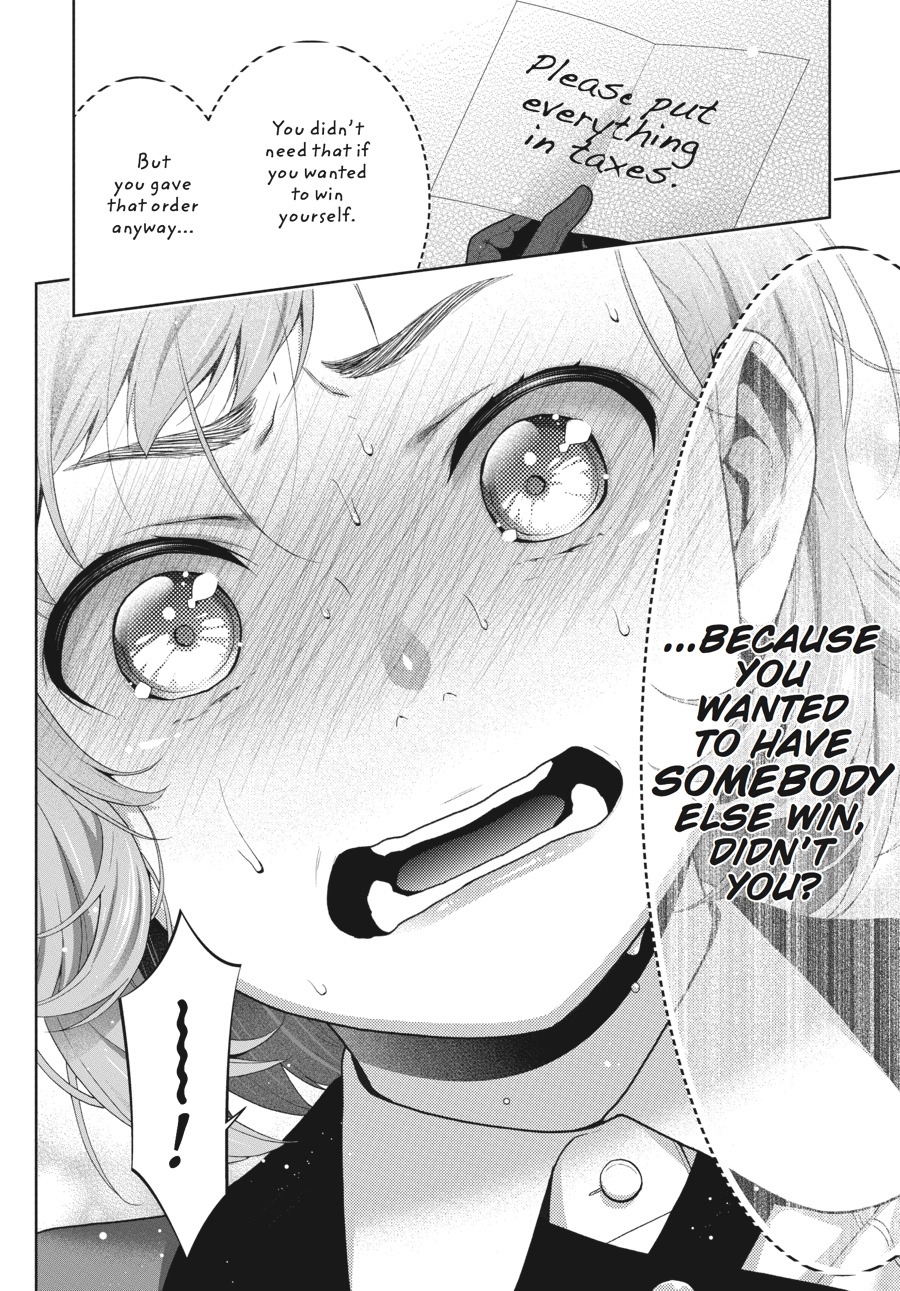 Please put
everything
in taxes.
You didn't
need that if
you wanted
to win
yourself.
But
you gave
that order
anyway...
...BECAUSE
YOU
WANTED
TO HAVE
SOMEBODY
ELSE WIN,
DIDN'T
YOU?
!